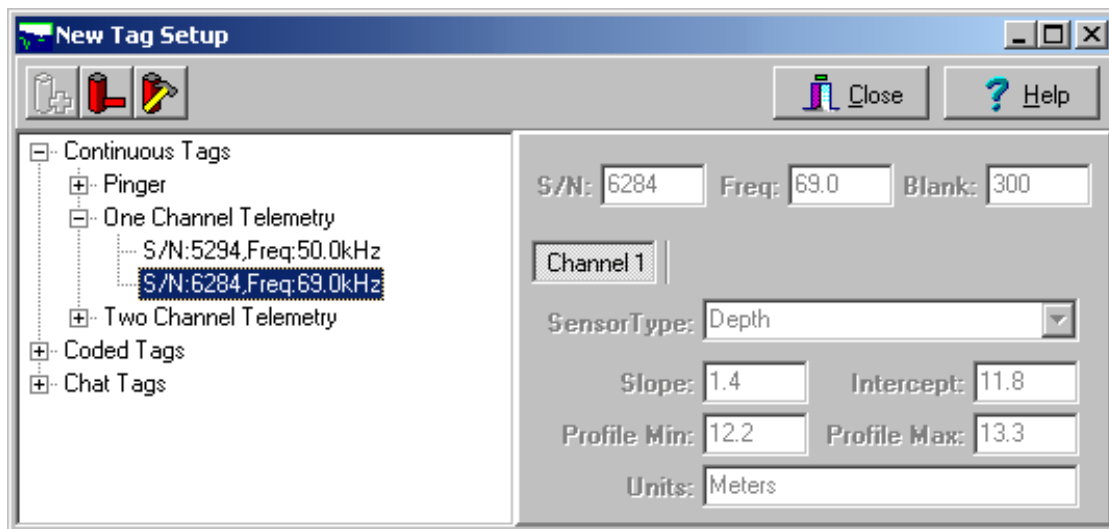 New Tag Setup
Close
Help
Continuous Tags
Pinger
One Channel Telemetry
S/N:5294,Freq:50.0kHz
S/N:6284,Freq:69.0kHz
Two Channel Telemetry
Coded Tags
Chat Tags
S/N: 6284 Freq: 69.0 Blank: 300
Channel 1
SensorType: Depth
Slope: 1.4 Intercept: 11.8
Profile Min: 12.2 Profile Max: 13.3
Units: Meters